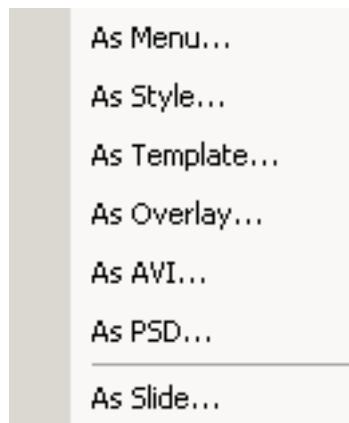 As Menu...
As Style...
As Template...
As Overlay...
As AVI...
As PSD...
As Slide...